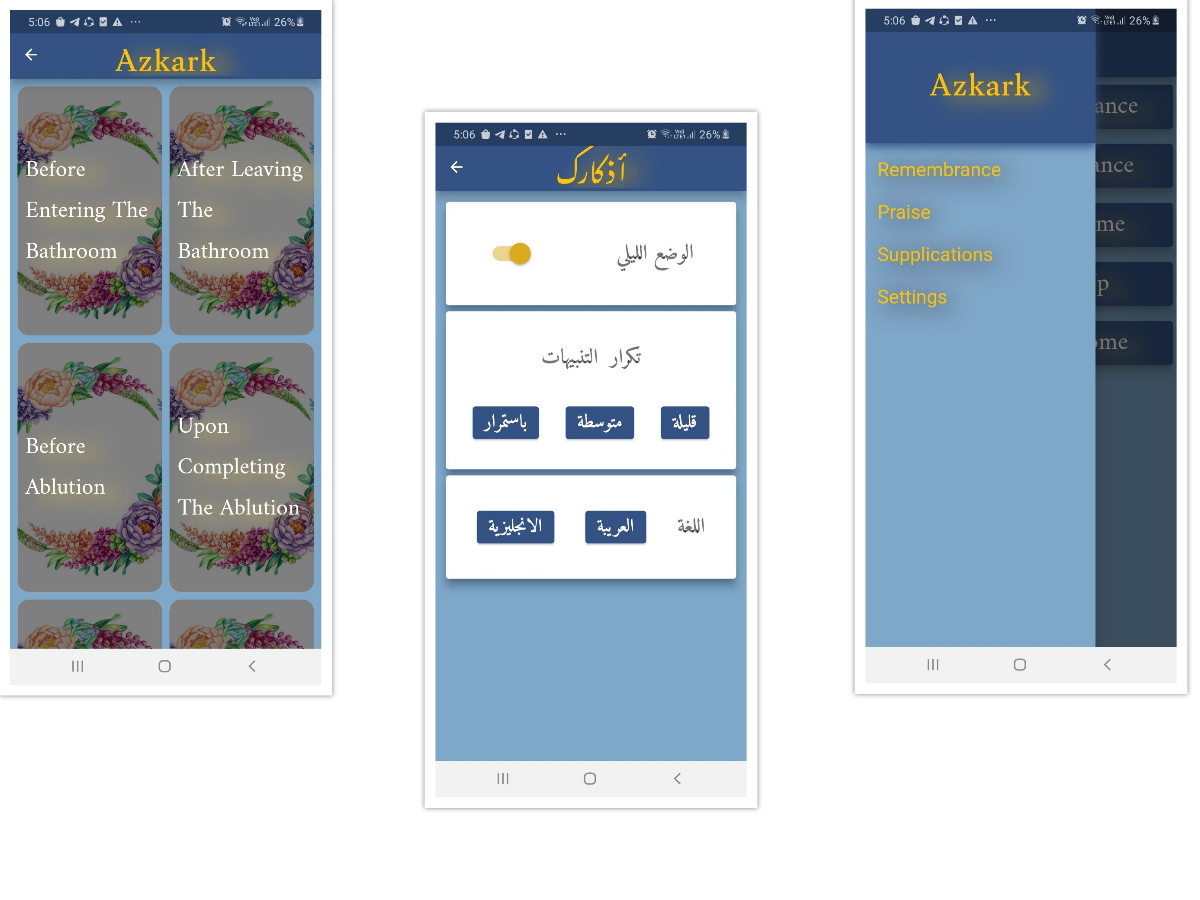 5:06
26%
Azkark
Before
Entering The
Bathroom
After Leaving
The
Bathroom
Before
Ablution
Upon
Completing
The Ablution
5:06
26%
أذكارك
الوضع الليلي
تكرار التنبيهات
قليلة متوسطة باستمرار
اللغة العربية الانجليزية
5:06
26%
Azkark
Remembrance
Praise
Supplications
Settings
ance
ome